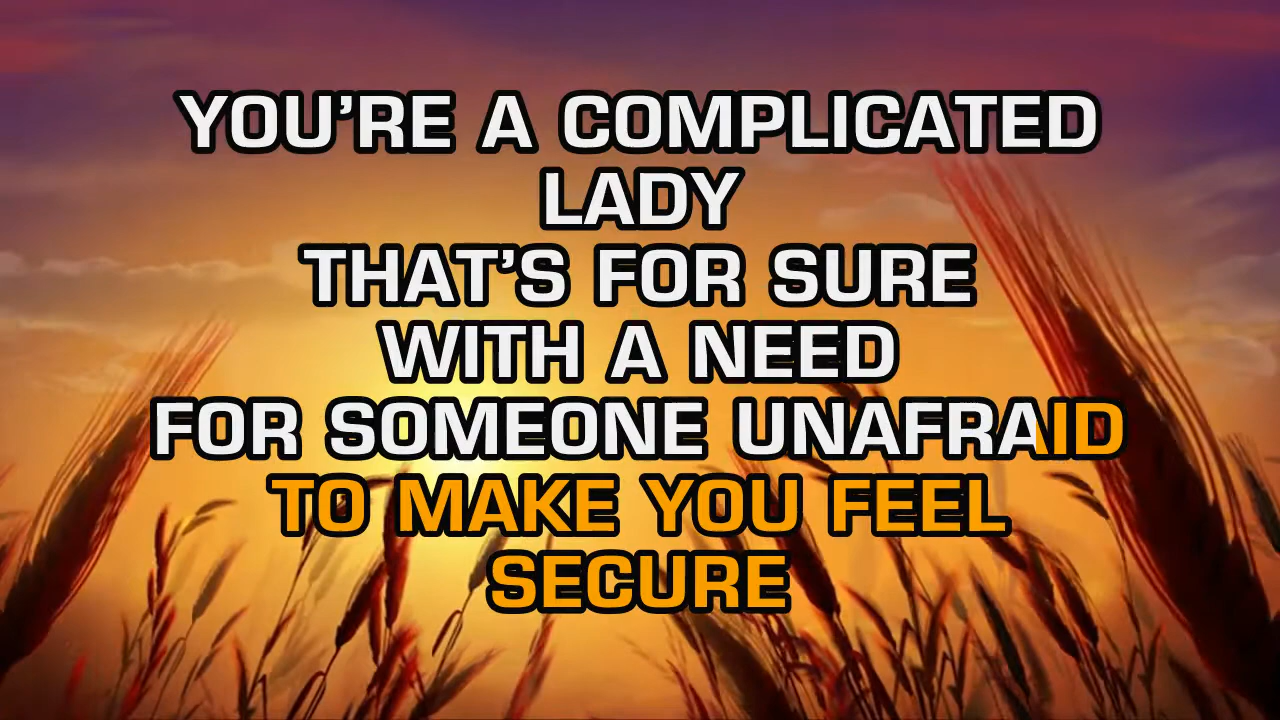 YOU’RE A COMPLICATED
LADY
THAT’S FOR SURE
WITH A NEED
FOR SOMEONE UNAFRAID
TO MAKE YOU FEEL
SECURE